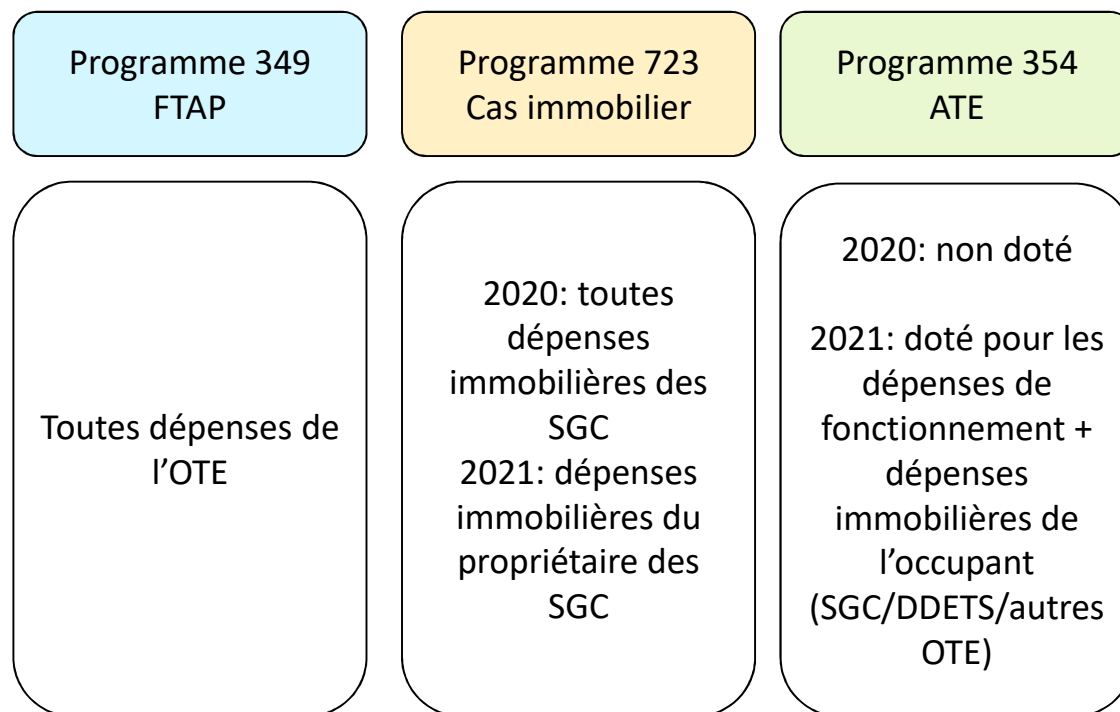 Programme 349
FTAP
Programme 723
Cas immobilier
Programme 354
ATE
Toutes dépenses de
l’OTE
2020: toutes
dépenses
immobilières des
SGC
2021: dépenses
immobilières du
propriétaire des
SGC
2020: non doté
2021: doté pour les
dépenses de
fonctionnement +
dépenses
immobilières de
l’occupant
(SGC/DDETS/autres
OTE)